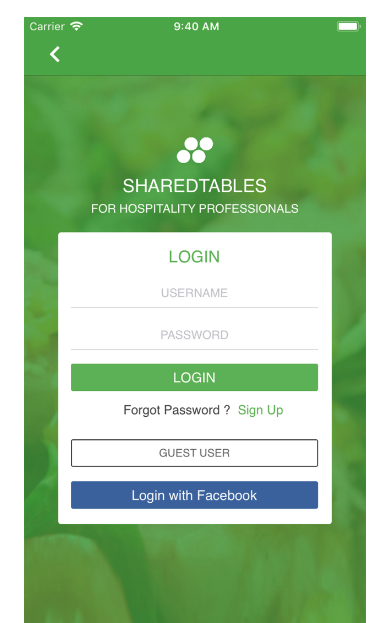 Carrier 9:40 AM
SHAREDTABLES
FOR HOSPITALITY PROFESSIONALS
LOGIN
USERNAME
PASSWORD
LOGIN
Forgot Password ? Sign Up
GUEST USER
Login with Facebook